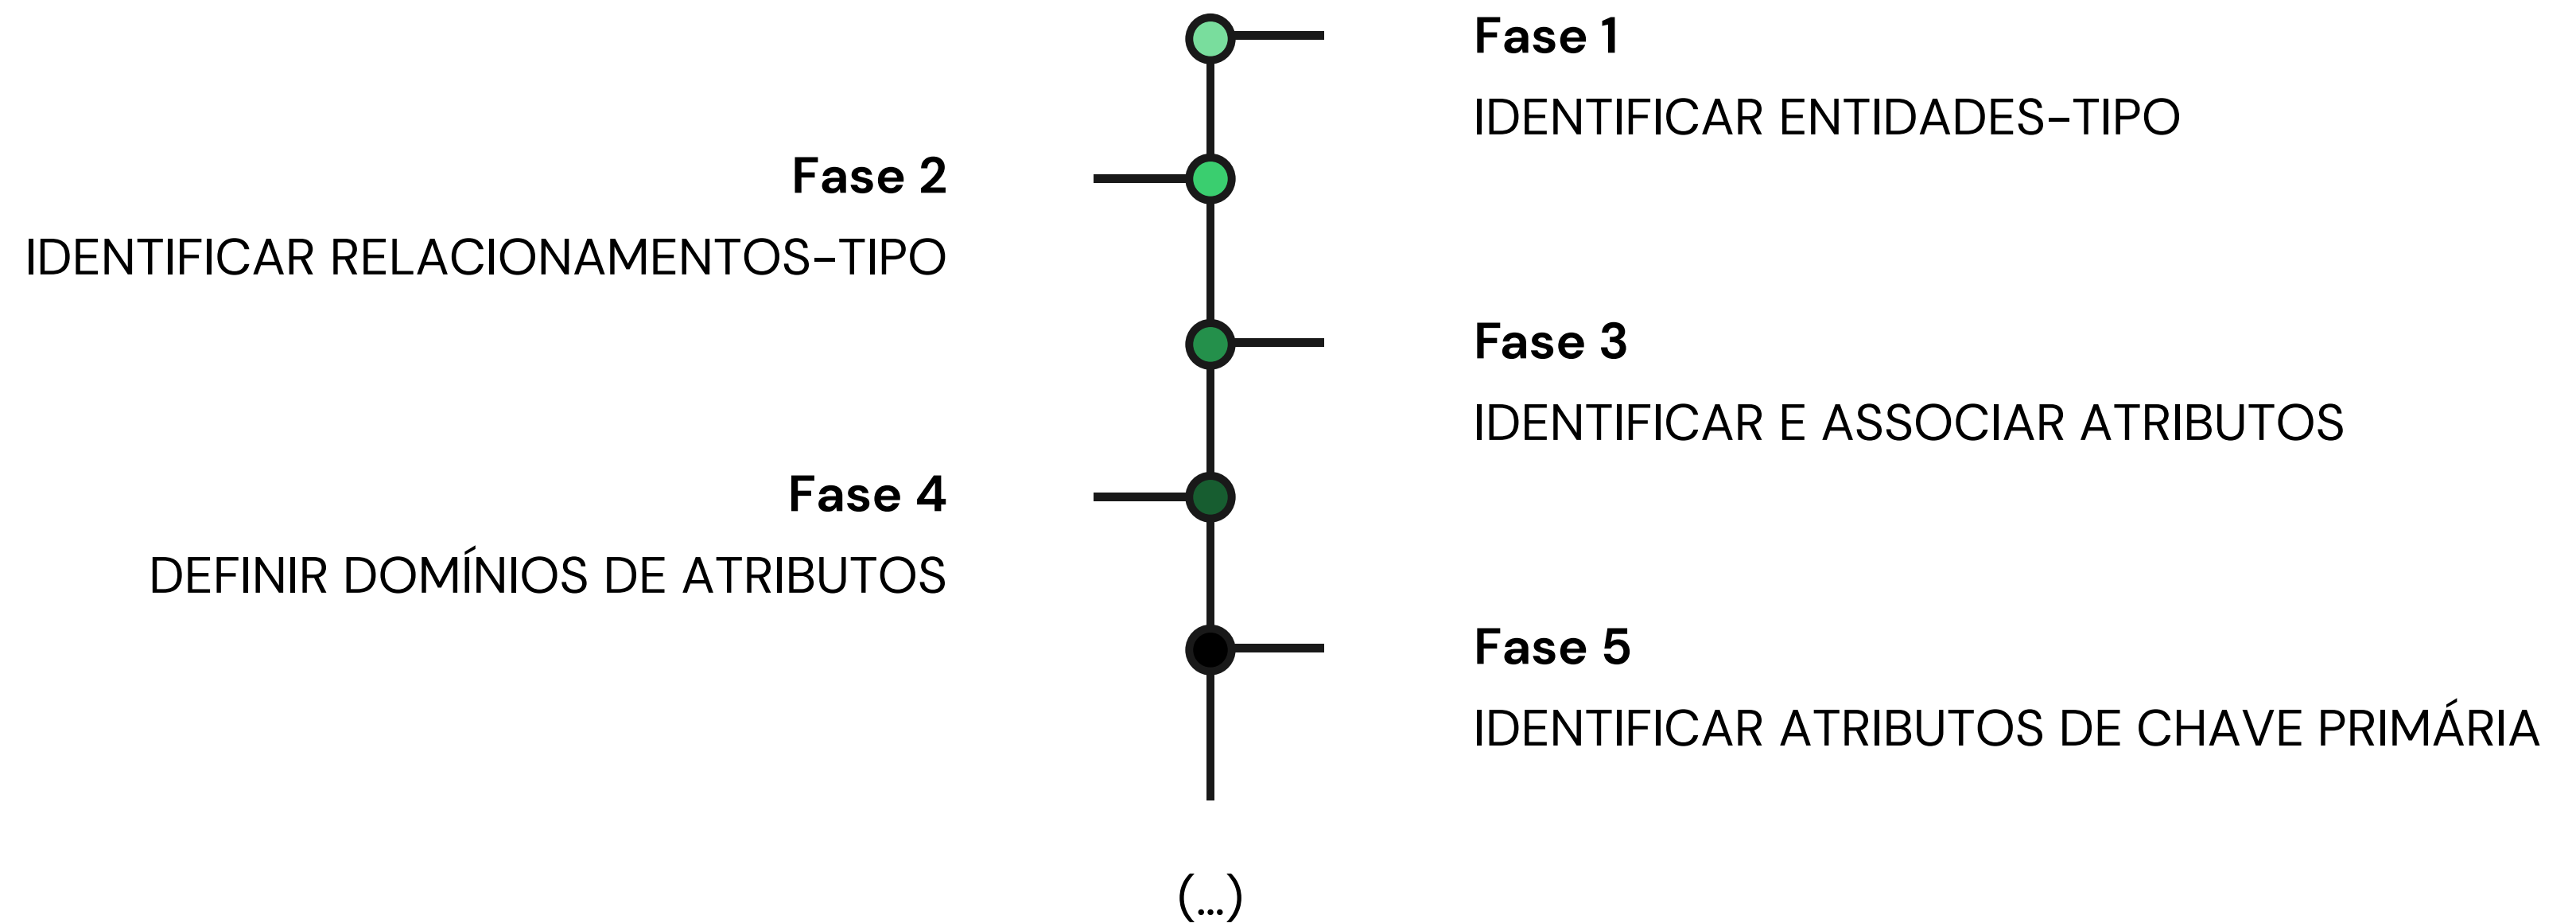 Fase 1
IDENTIFICAR ENTIDADES-TIPO
Fase 2
IDENTIFICAR RELACIONAMENTOS-TIPO
Fase 3
IDENTIFICAR E ASSOCIAR ATRIBUTOS
Fase 4
DEFINIR DOMÍNIOS DE ATRIBUTOS
Fase 5
IDENTIFICAR ATRIBUTOS DE CHAVE PRIMÁRIA
(...)